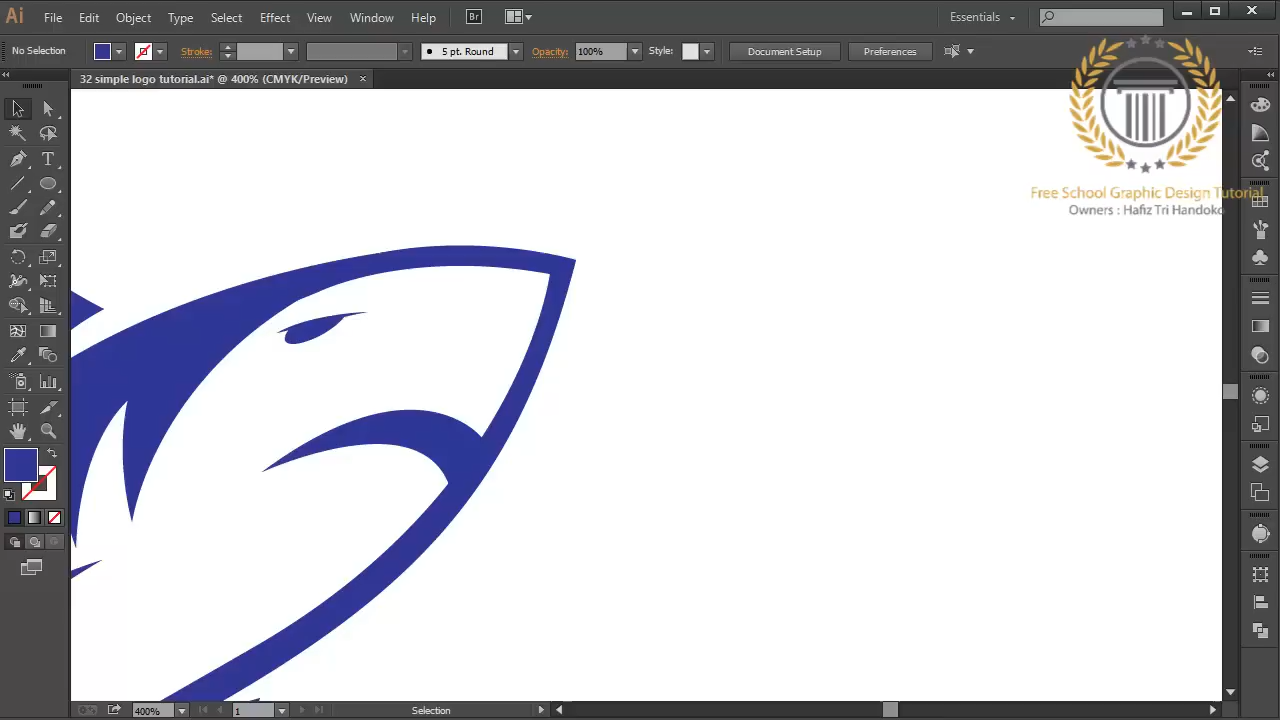 Ai File Edit Object Type Select Effect View Window Help Br Essentials
No Selection Stroke: 5 pt. Round Opacity: 100% Style: Document Setup Preferences
32 simple logo tutorial.ai* @ 400% (CMYK/Preview)
T
Free School Graphic Design Tutorial
Owners : Hafiz Tri Handoko
400% 1 Selection